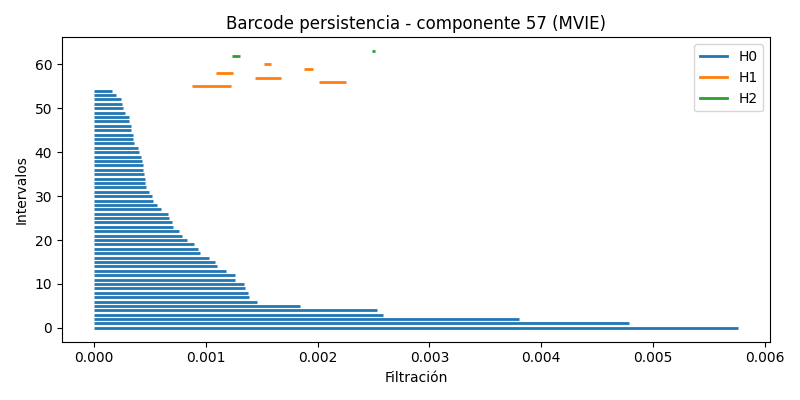 Barcode persistencia - componente 57 (MVIE)
H0
H1
H2
Intervalos
60
50
40
30
20
10
0
0.000 0.001 0.002 0.003 0.004 0.005 0.006
Filtración